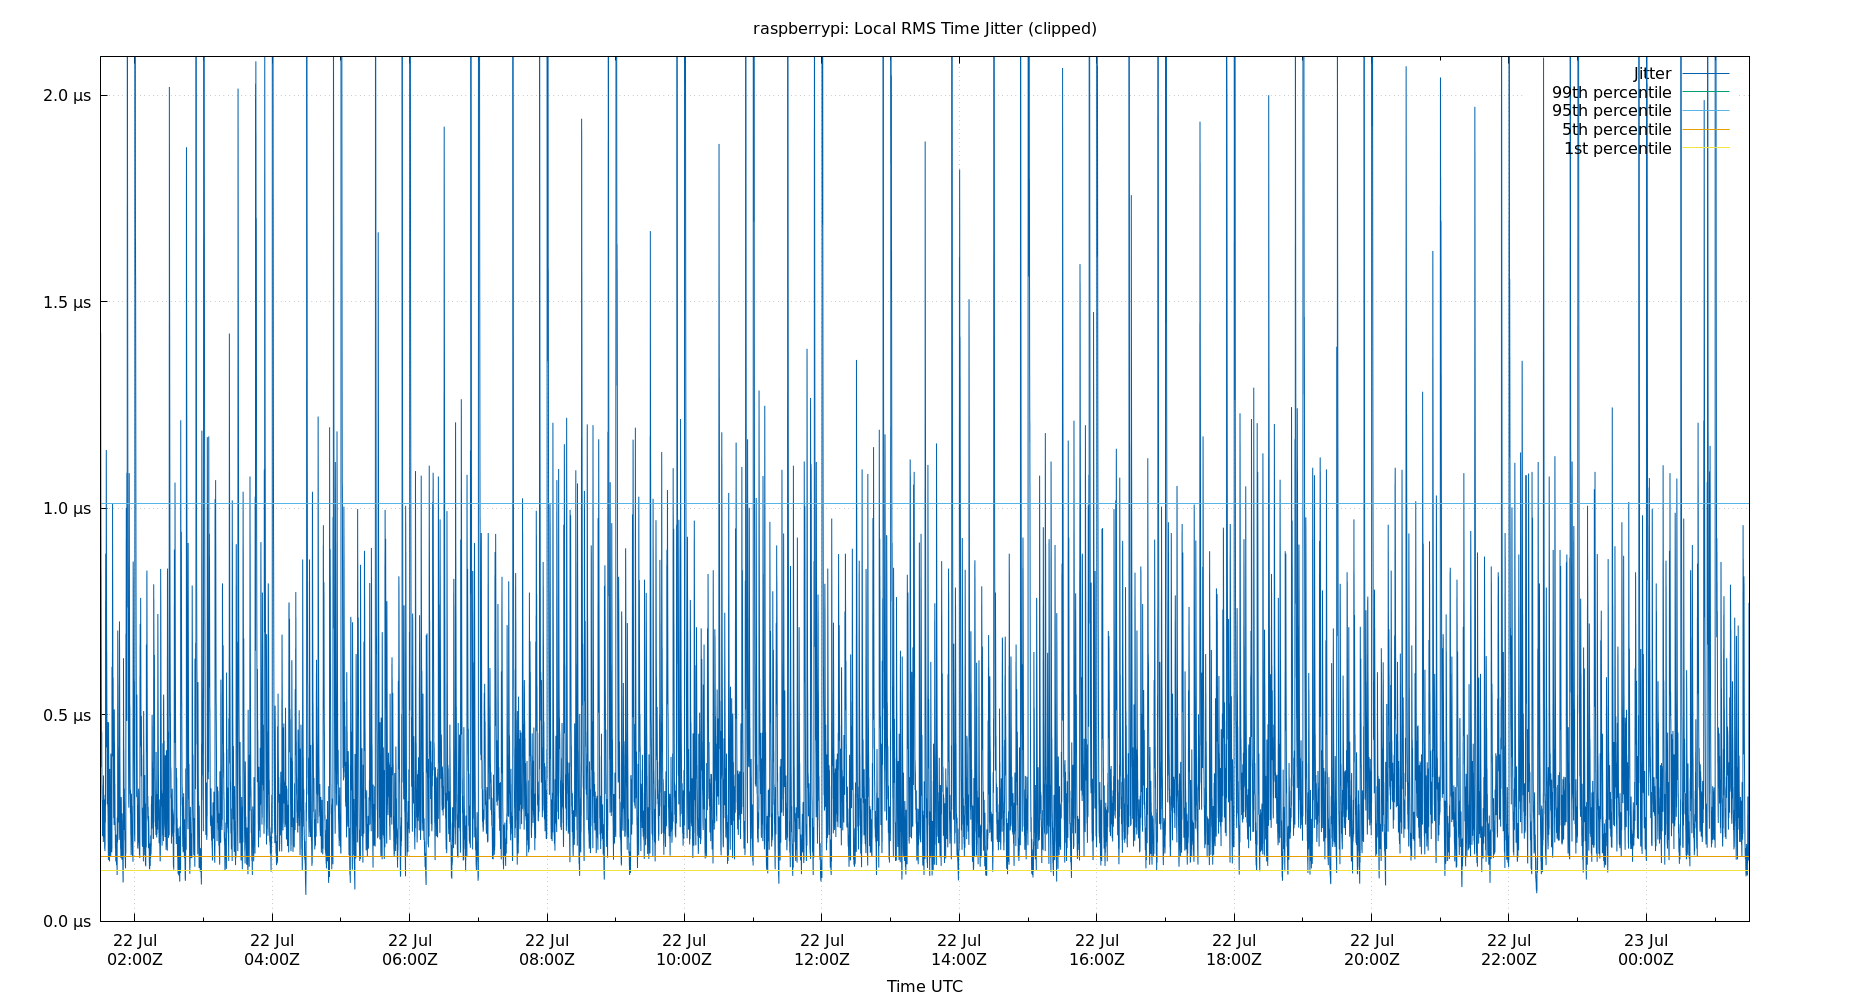 raspberrypi: Local RMS Time Jitter (clipped)
Jitter
99th percentile
95th percentile
5th percentile
1st percentile
2.0 µs
1.5 µs
1.0 µs
0.5 µs
0.0 µs
22 Jul 22 Jul 22 Jul 22 Jul 22 Jul 22 Jul 22 Jul 22 Jul 22 Jul 22 Jul 22 Jul 23 Jul
02:00Z 04:00Z 06:00Z 08:00Z 10:00Z 12:00Z 14:00Z 16:00Z 18:00Z 20:00Z 22:00Z 00:00Z
Time UTC